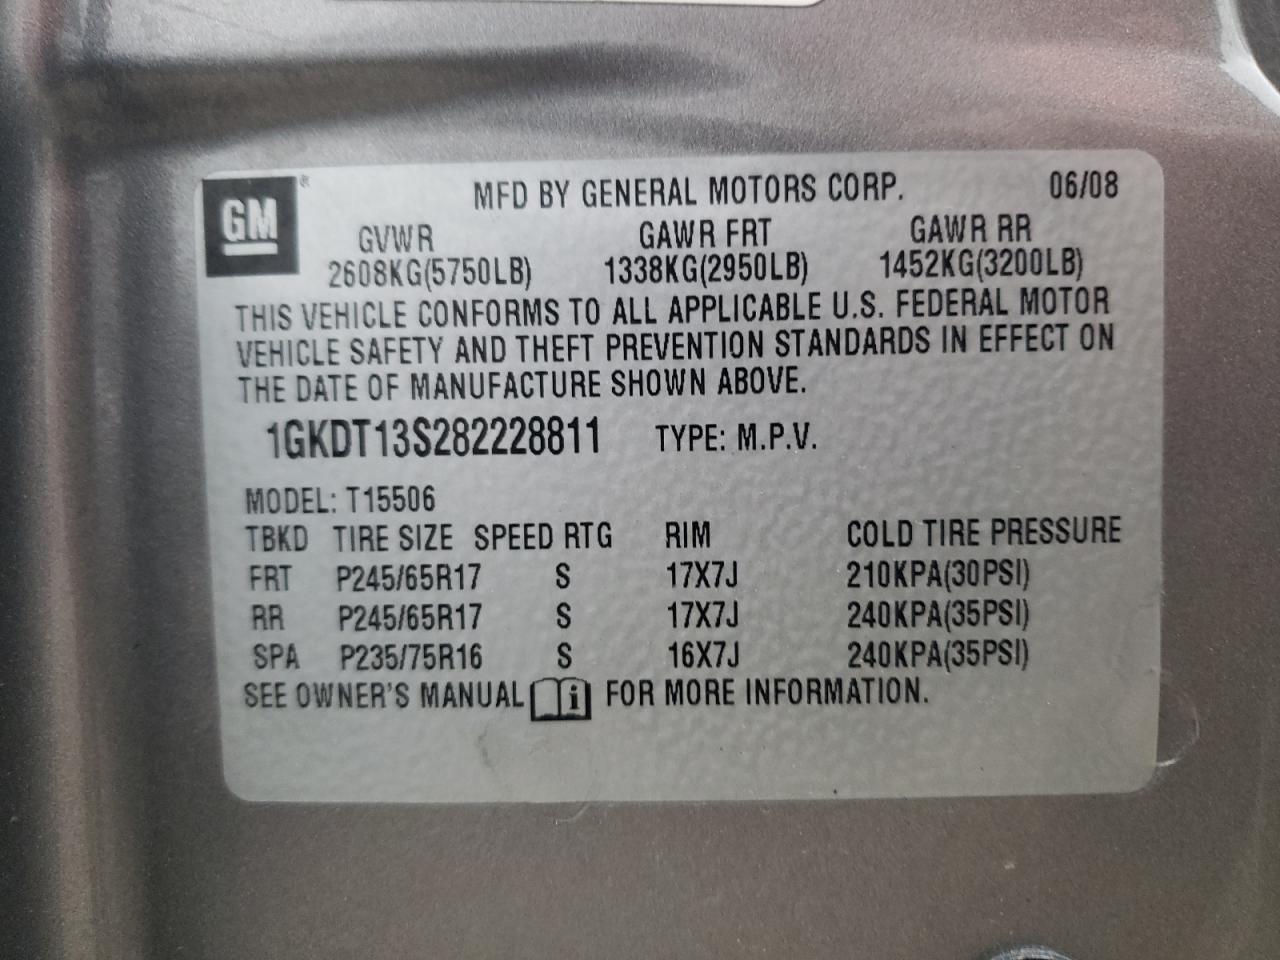 GM® MFD BY GENERAL MOTORS CORP. 06/08
GVWR GAWR FRT GAWR RR
2608KG(5750LB) 1338KG(2950LB) 1452KG(3200LB)
THIS VEHICLE CONFORMS TO ALL APPLICABLE U.S. FEDERAL MOTOR
VEHICLE SAFETY AND THEFT PREVENTION STANDARDS IN EFFECT ON
THE DATE OF MANUFACTURE SHOWN ABOVE.
1GKDT13S282228811 TYPE: M.P.V.
MODEL: T15506
TBKD TIRE SIZE SPEED RTG RIM COLD TIRE PRESSURE
FRT P245/65R17 S 17X7J 210KPA(30PSI)
RR P245/65R17 S 17X7J 240KPA(35PSI)
SPA P235/75R16 S 16X7J 240KPA(35PSI)
SEE OWNER'S MANUAL i FOR MORE INFORMATION.